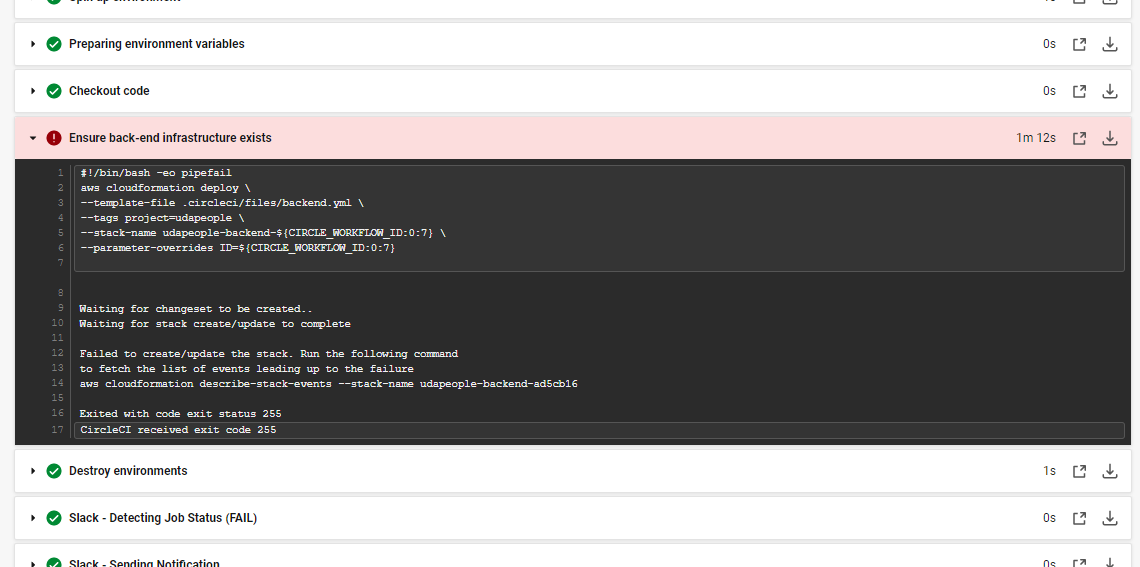 Spin up environment
1s
Preparing environment variables
0s
Checkout code
0s
Ensure back-end infrastructure exists
1m 12s
1 #!/bin/bash -eo pipefail
2 aws cloudformation deploy \
3 --template-file .circleci/files/backend.yml \
4 --tags project=udapeople \
5 --stack-name udapeople-backend-${CIRCLE_WORKFLOW_ID:0:7} \
6 --parameter-overrides ID=${CIRCLE_WORKFLOW_ID:0:7}
7
8
9 Waiting for changeset to be created..
10 Waiting for stack create/update to complete
11
12 Failed to create/update the stack. Run the following command
13 to fetch the list of events leading up to the failure
14 aws cloudformation describe-stack-events --stack-name udapeople-backend-ad5cb16
15
16 Exited with code exit status 255
17 CircleCI received exit code 255
Destroy environments
1s
Slack - Detecting Job Status (FAIL)
0s
Slack - Sending Notification
0s